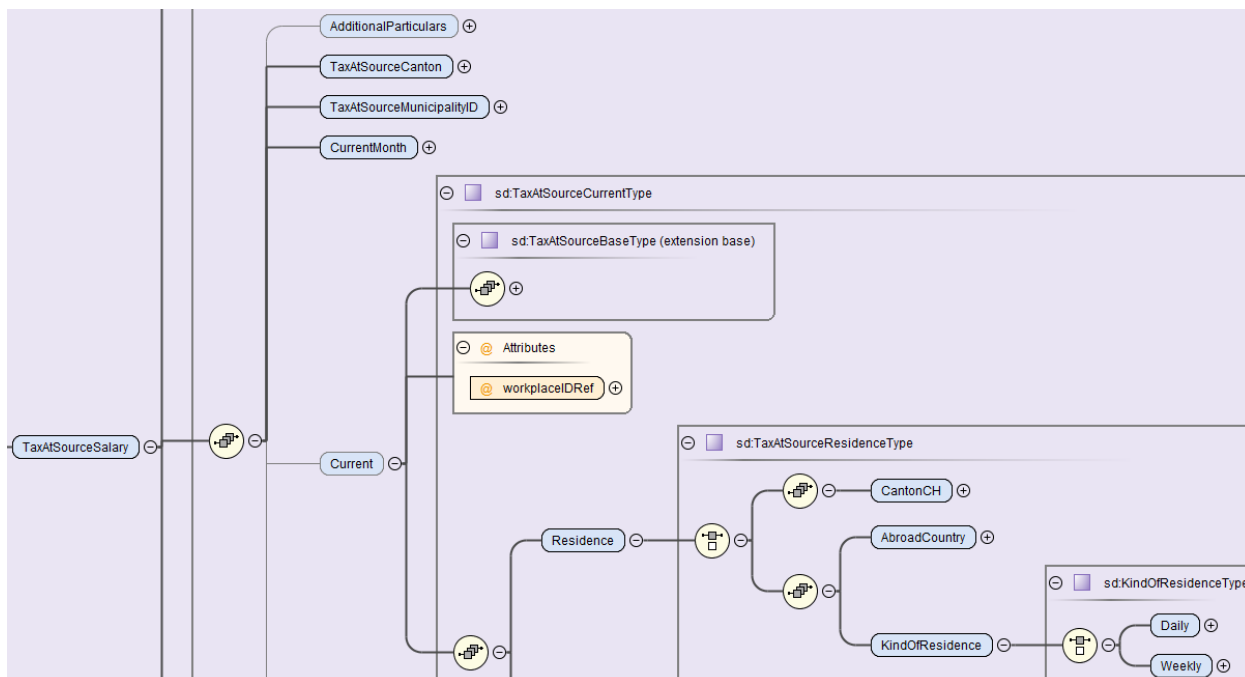 AdditionalParticulars
TaxAtSourceCanton
TaxAtSourceMunicipalityID
CurrentMonth
sd:TaxAtSourceCurrentType
sd:TaxAtSourceBaseType (extension base)
@ Attributes
@ workplaceIDRef
TaxAtSourceSalary
Current
sd:TaxAtSourceResidenceType
CantonCH
Residence
AbroadCountry
sd:KindOfResidenceType
Daily
KindOfResidence
Weekly